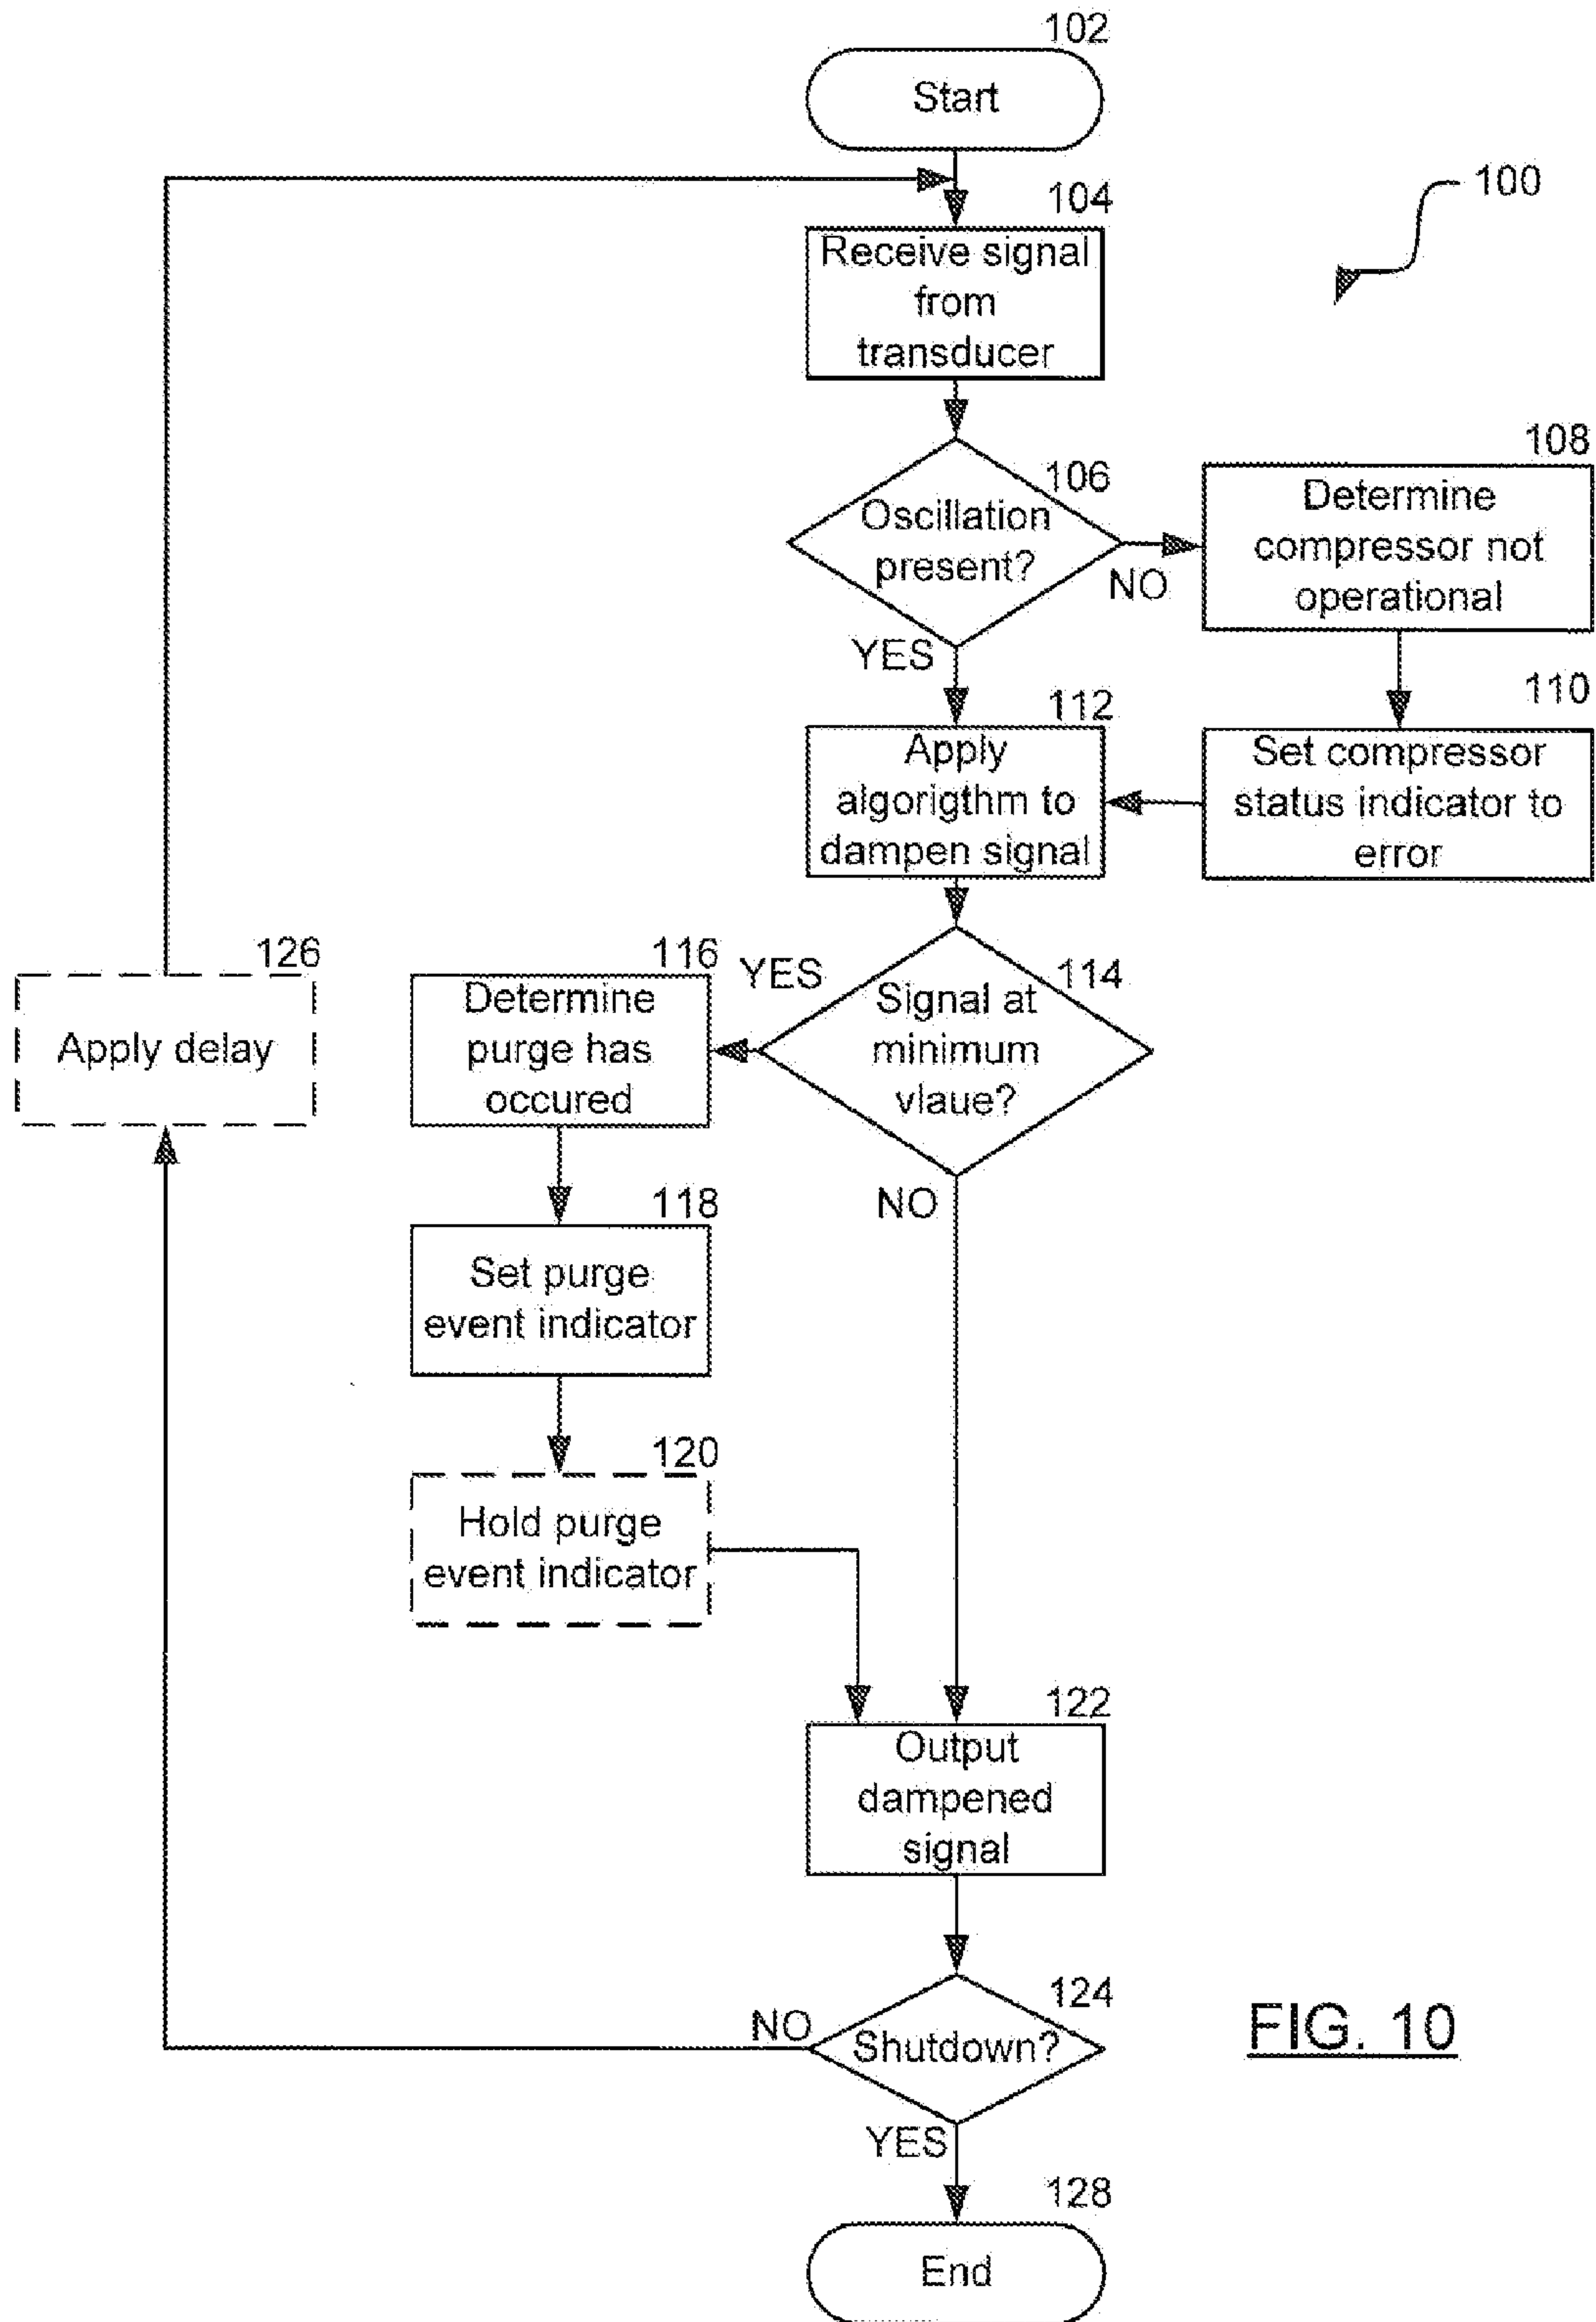 102
Start
100
104
Receive signal
from
transducer
106
Oscillation
present?
NO
YES
108
Determine
compressor not
operational
110
Set compressor
status indicator to
error
112
Apply
algorigthm to
dampen signal
114
Signal at
minimum
vlaue?
YES
NO
116
Determine
purge has
occured
118
Set purge
event indicator
120
Hold purge
event indicator
126
Apply delay
122
Output
dampened
signal
124
Shutdown?
NO
YES
128
End
FIG. 10